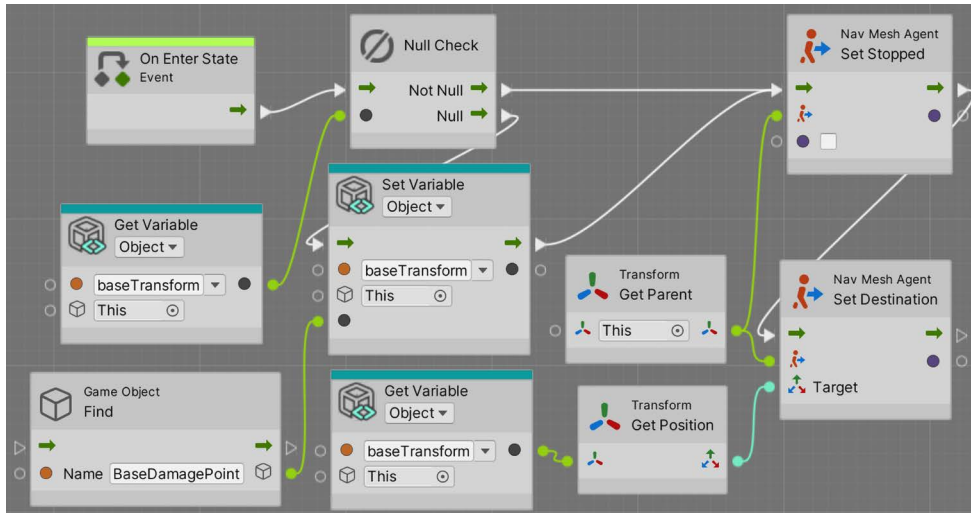 On Enter State
Event
Null Check
Not Null
Null
Nav Mesh Agent
Set Stopped
Get Variable
Object
baseTransform
This
Set Variable
Object
baseTransform
This
Transform
Get Parent
This
Nav Mesh Agent
Set Destination
Target
Game Object
Find
Name BaseDamagePoint
Get Variable
Object
baseTransform
This
Transform
Get Position